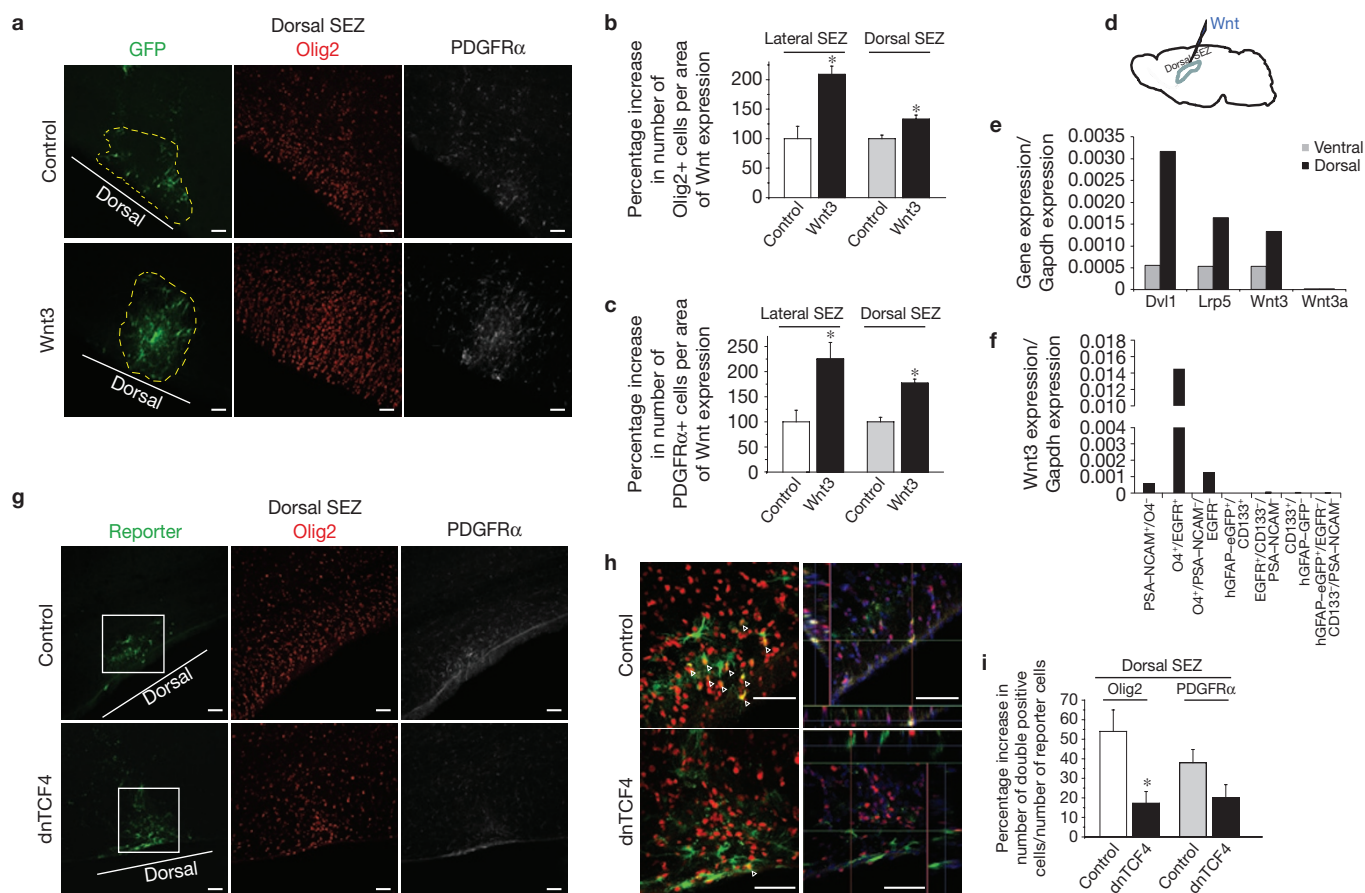 a
Dorsal SEZ
GFP
Olig2
PDGFRα
Control
Dorsal
Wnt3
Dorsal
b
Percentage increase
in number of
Olig2+ cells per area
of Wnt expression
Lateral SEZ
Dorsal SEZ
200
150
100
50
0
*
*
Control
Wnt3
Control
Wnt3
c
Percentage increase
in number of
PDGFRα+ cells per area
of Wnt expression
Lateral SEZ
Dorsal SEZ
250
200
150
100
50
0
*
*
Control
Wnt3
Control
Wnt3
d
Wnt
Dorsal SEZ
e
Gene expression/
Gapdh expression
0.0035
0.0030
0.0025
0.0020
0.0015
0.0010
0.0005
0
Ventral
Dorsal
Dvl1
Lrp5
Wnt3
Wnt3a
f
Wnt3 expression/
Gapdh expression
0.018
0.016
0.014
0.012
0.010
0.004
0.003
0.002
0.001
0
PSA–NCAM⁺/O4⁻
O4⁺/EGFR⁺
O4⁺/PSA–NCAM⁻/
EGFR⁻
hGFAP–eGFP⁺/
CD133⁺
EGFR⁺/CD133⁻/
PSA–NCAM⁻
CD133⁺/
hGFAP–GFP⁻
hGFAP–eGFP⁺/EGFR⁻/
CD133⁻/PSA–NCAM⁻
g
Dorsal SEZ
Reporter
Olig2
PDGFRα
Control
Dorsal
dnTCF4
Dorsal
h
Control
dnTCF4
i
Percentage increase in
number of double positive
cells/number of reporter cells
Dorsal SEZ
Olig2
PDGFRα
70
60
50
40
30
20
10
0
*
Control
dnTCF4
Control
dnTCF4